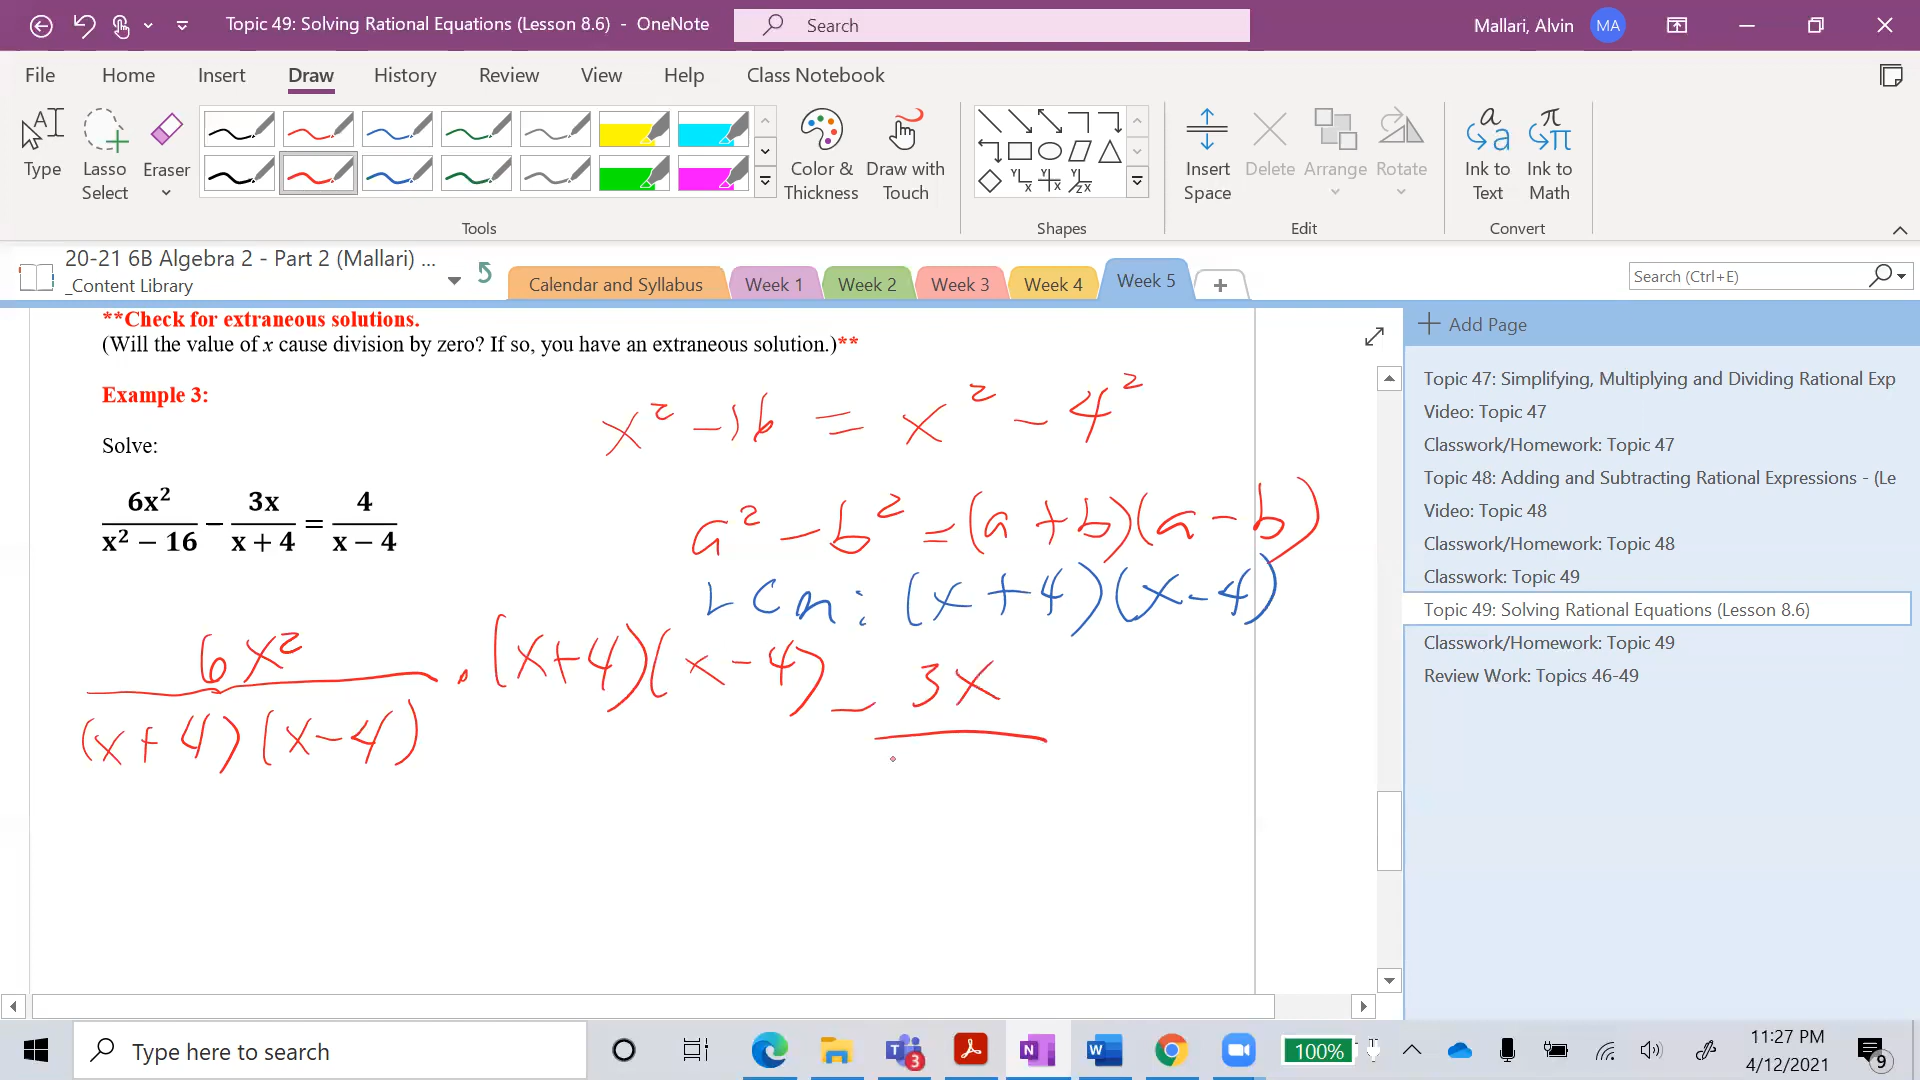 Topic 49: Solving Rational Equations (Lesson 8.6) - OneNote
Search
Mallari, Alvin
MA
File Home Insert Draw History Review View Help Class Notebook
Type
Lasso Select
Eraser
Color & Thickness
Draw with Touch
Insert Space
Delete
Arrange
Rotate
Ink to Text
Ink to Math
Tools
Shapes
Edit
Convert
20-21 6B Algebra 2 - Part 2 (Mallari) ...
_Content Library
Calendar and Syllabus
Week 1
Week 2
Week 3
Week 4
Week 5
Search (Ctrl+E)
**Check for extraneous solutions.
(Will the value of x cause division by zero? If so, you have an extraneous solution.)**
Example 3:
x² -16 = x² - 4²
Solve:
6x²/(x² − 16) − 3x/(x + 4) = 4/(x − 4)
a² - b² = (a + b)(a - b)
LCM: (x + 4)(x - 4)
6x² . (x+4)(x-4) - 3x
(x+4)(x-4)
Add Page
Topic 47: Simplifying, Multiplying and Dividing Rational Exp
Video: Topic 47
Classwork/Homework: Topic 47
Topic 48: Adding and Subtracting Rational Expressions - (Le
Video: Topic 48
Classwork/Homework: Topic 48
Classwork: Topic 49
Topic 49: Solving Rational Equations (Lesson 8.6)
Classwork/Homework: Topic 49
Review Work: Topics 46-49
Type here to search
3
100%
11:27 PM
4/12/2021
9